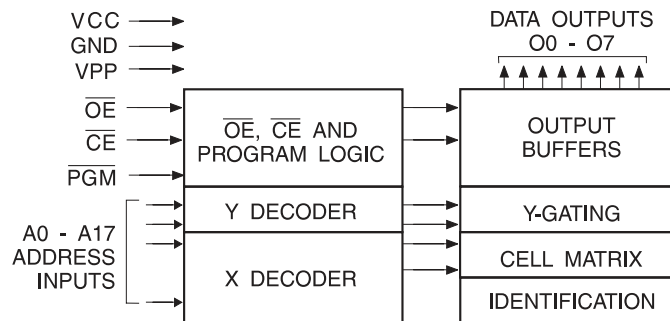 VCC
GND
VPP
OE
CE
PGM
A0 - A17
ADDRESS
INPUTS
OE, CE AND
PROGRAM LOGIC
Y DECODER
X DECODER
DATA OUTPUTS
O0 - O7
OUTPUT
BUFFERS
Y-GATING
CELL MATRIX
IDENTIFICATION